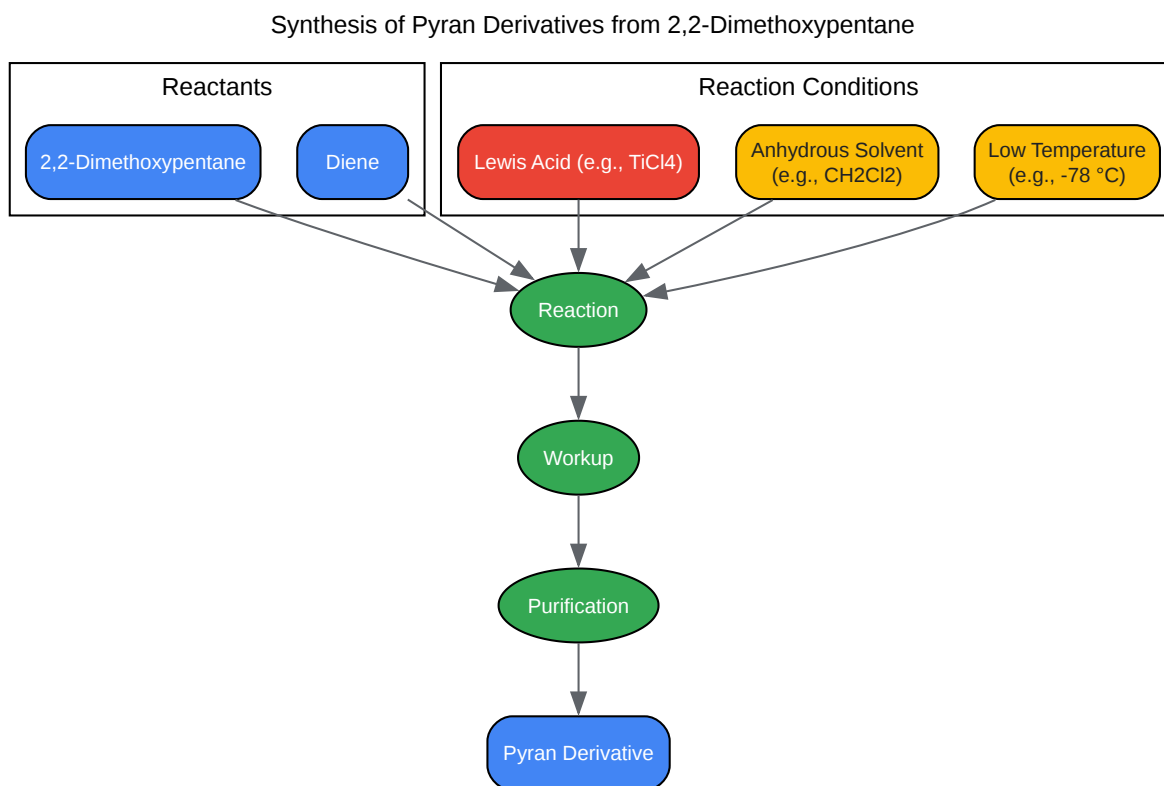 Synthesis of Pyran Derivatives from 2,2-Dimethoxypentane
Reactants
Reaction Conditions
2,2-Dimethoxypentane
Diene
Lewis Acid (e.g., TiCl4)
Anhydrous Solvent
(e.g., CH2Cl2)
Low Temperature
(e.g., -78 °C)
Reaction
Workup
Purification
Pyran Derivative